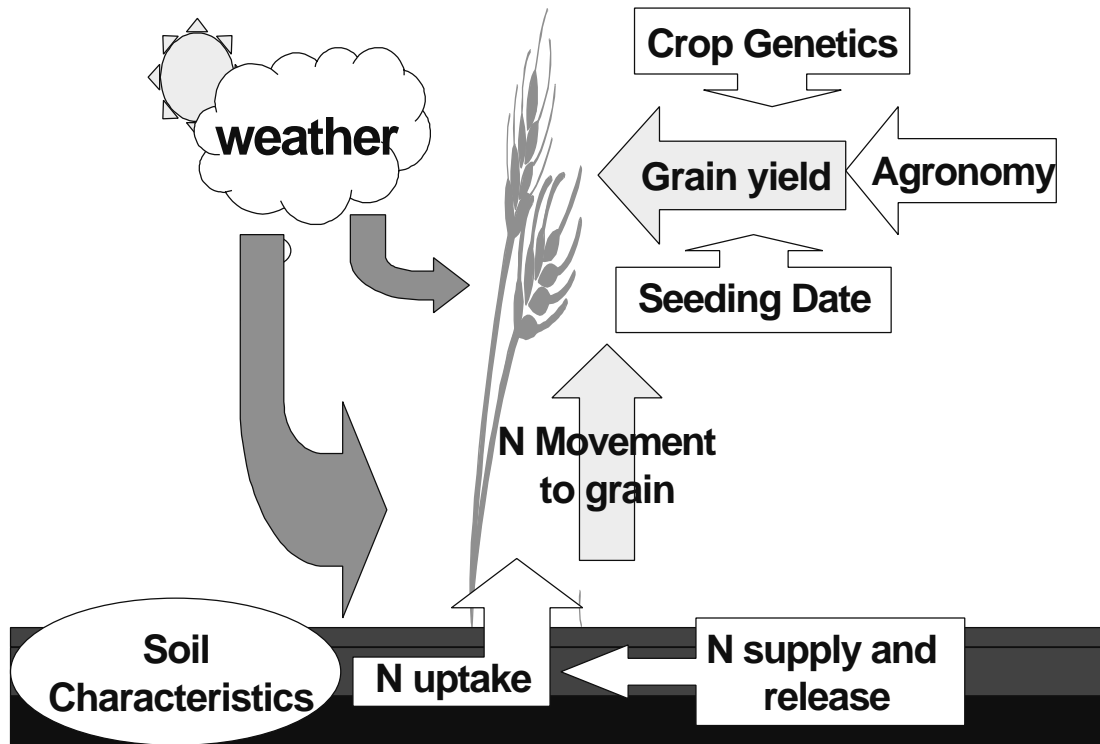 Crop Genetics
weather
Grain yield
Agronomy
Seeding Date
N Movement
to grain
Soil
Characteristics
N uptake
N supply and
release